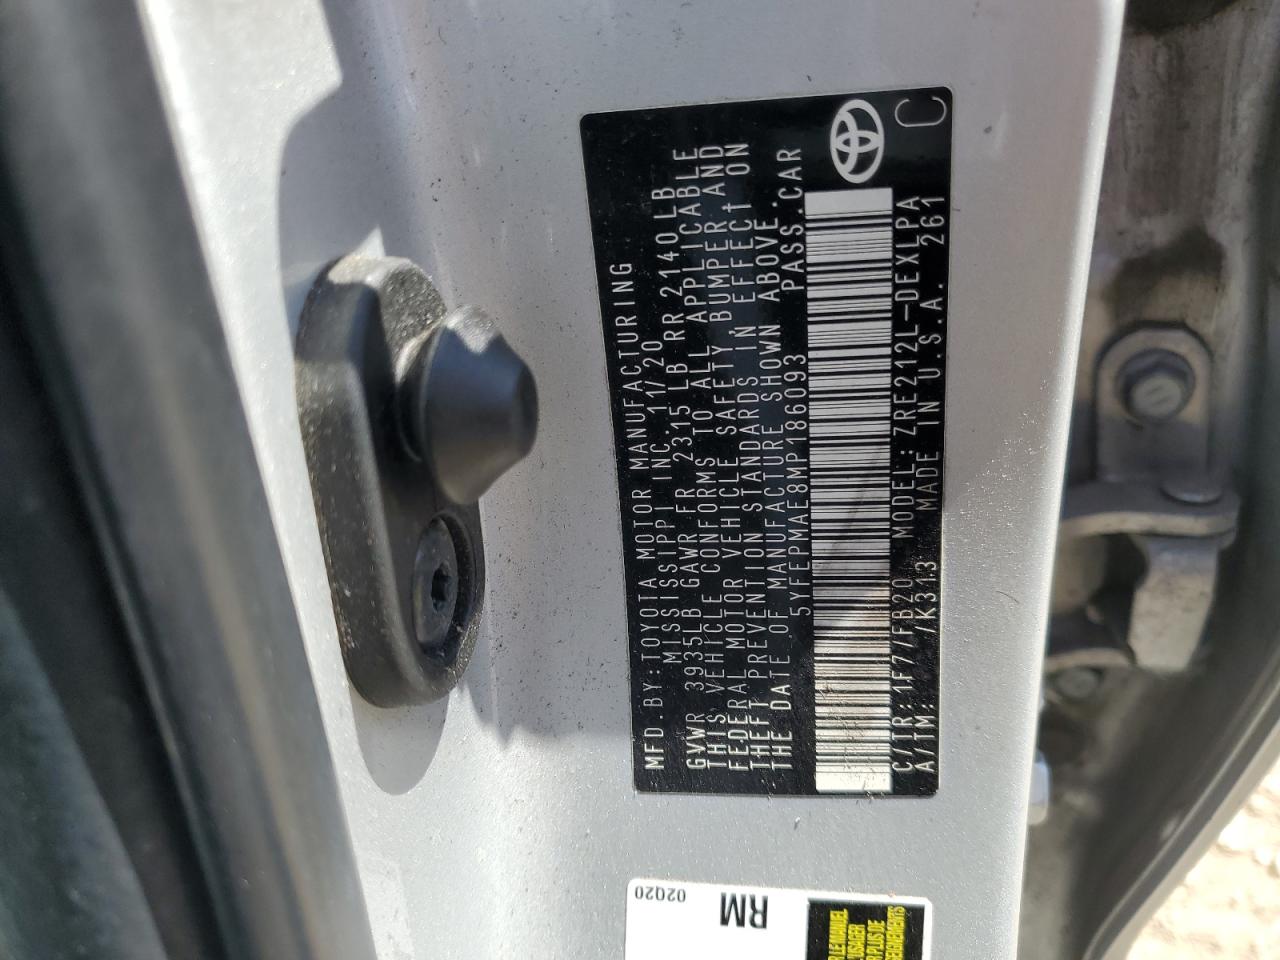 MFD.BY:TOYOTA MOTOR MANUFACTURING
MISSISSIPPI INC. 11/20
GVWR 3935LB GAWR FR 2315LB RR 2140LB
THIS VEHICLE CONFORMS TO ALL APPLICABLE
FEDERAL MOTOR VEHICLE SAFETY, BUMPER, AND
THEFT PREVENTION STANDARDS IN EFFECT ON
THE DATE OF MANUFACTURE SHOWN ABOVE.
5YFEPMAE8MP186093 PASS.CAR
C/TR: 1F7/FB20 MODEL: ZRE212L-DEXLPA
A/TM: /K313 MADE IN U.S.A. 261
C
02Q20
RM